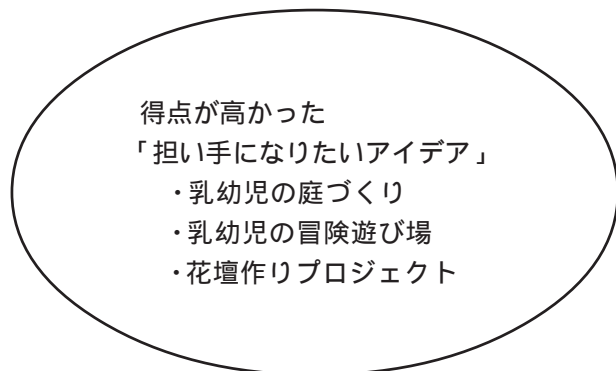 得点が高かった
「担い手になりたいアイデア」
・乳幼児の庭づくり
・乳幼児の冒険遊び場
・花壇作りプロジェクト